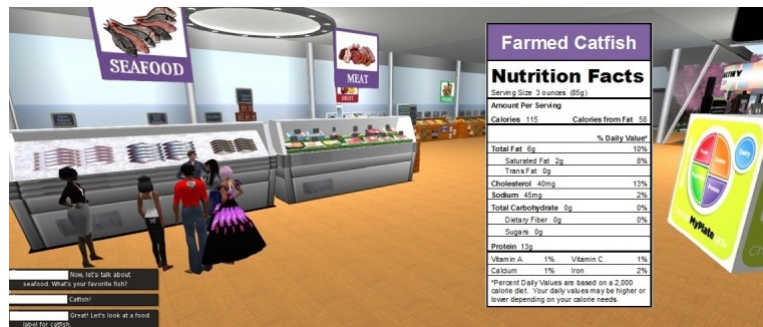 SEAFOOD
MEAT
Farmed Catfish
Nutrition Facts
Serving Size 3 ounces (85g)
Amount Per Serving
Calories 115 Calories from Fat 58
% Daily Value*
Total Fat 6g 10%
Saturated Fat 2g 8%
Trans Fat 0g
Cholesterol 40mg 13%
Sodium 45mg 2%
Total Carbohydrate 0g 0%
Dietary Fiber 0g 0%
Sugars 0g
Protein 13g
Vitamin A 1% Vitamin C 1%
Calcium 1% Iron 2%
*Percent Daily Values are based on a 2,000
calorie diet. Your daily values may be higher or
lower depending on your calorie needs.
Dairy
MyPlate.gov
Now, let's talk about
seafood. What's your favorite fish?
Catfish!
Great! Let's look at a food
label for catfish.